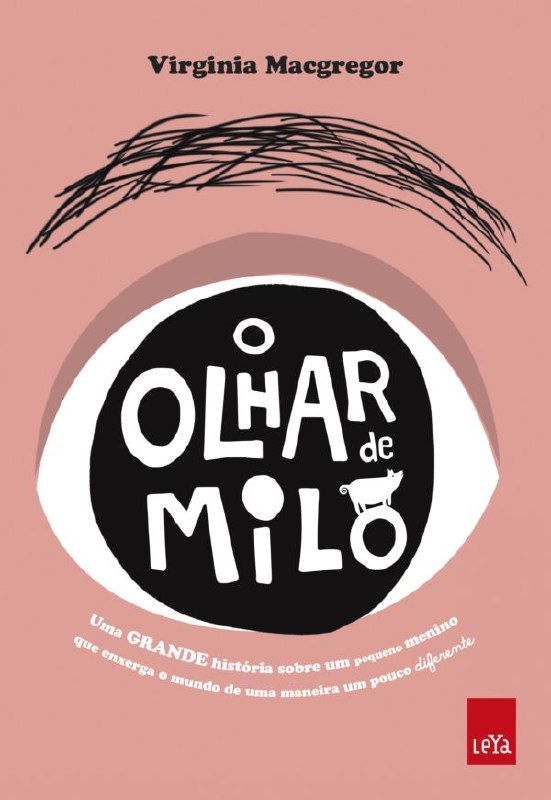 Virginia Macgregor
O
OLHAR
de
MILO
Uma GRANDE história sobre um pequeno menino
que enxerga o mundo de uma maneira um pouco diferente
LeYa